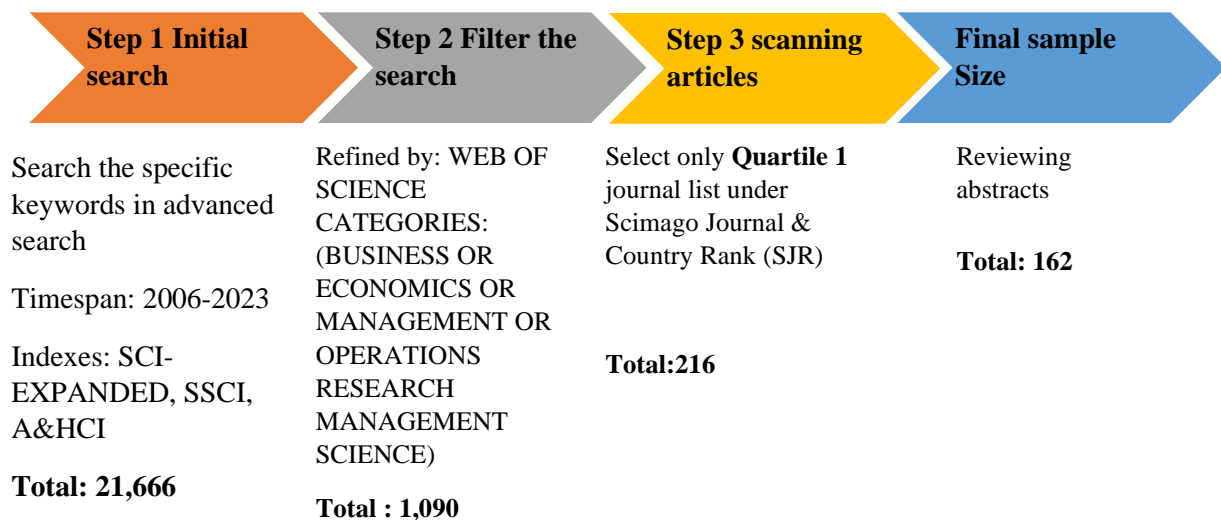 Step 1 Initial
search
Search the specific
keywords in advanced
search
Timespan: 2006-2023
Indexes: SCI-
EXPANDED, SSCI,
A&HCI
Total: 21,666
Step 2 Filter the
search
Refined by: WEB OF
SCIENCE
CATEGORIES:
(BUSINESS OR
ECONOMICS OR
MANAGEMENT OR
OPERATIONS
RESEARCH
MANAGEMENT
SCIENCE)
Total : 1,090
Step 3 scanning
articles
Select only Quartile 1
journal list under
Scimago Journal &
Country Rank (SJR)
Total:216
Final sample
Size
Reviewing
abstracts
Total: 162